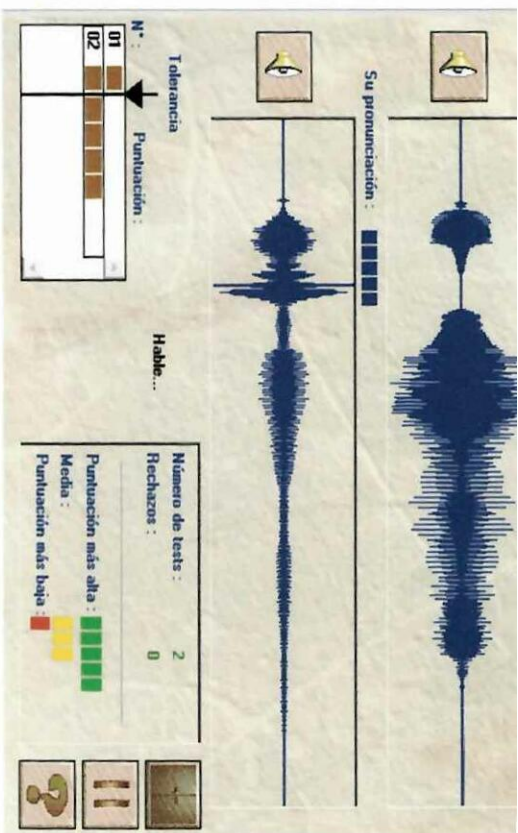 Su pronunciación :
Tolerancia
N° : Puntuación :
01
02
Hable...
Número de tests : 2
Rechazos : 0
Puntuación más alta :
Media :
Puntuación más baja :